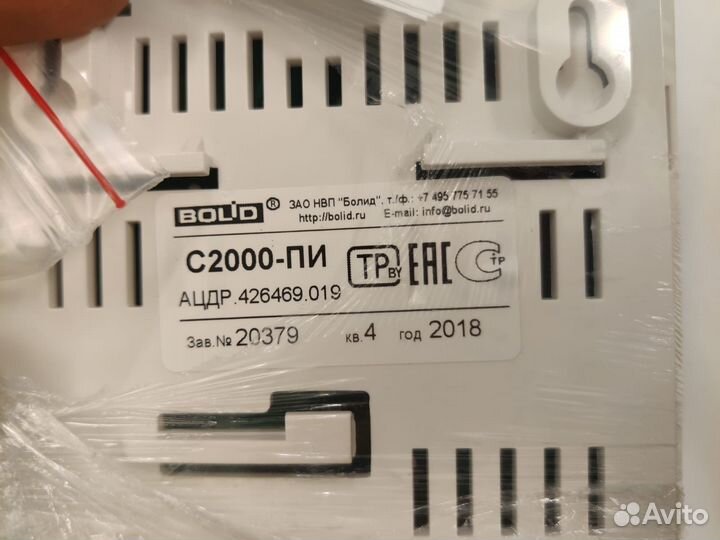 BOLID® ЗАО НВП "Болид". т./ф.: +7 495 775 71 55
http://bolid.ru E-mail: info@bolid.ru
С2000-ПИ TP BY EAC C TP
АЦДР.426469.019
Зав.№ 20379 кв. 4 год 2018
Avito